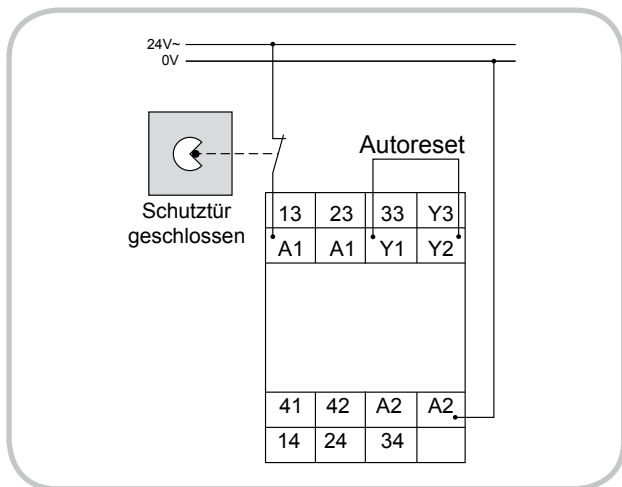 24V~
0V
Autoreset
Schutztür
geschlossen
13 23 33 Y3
A1 A1 Y1 Y2
41 42 A2 A2
14 24 34